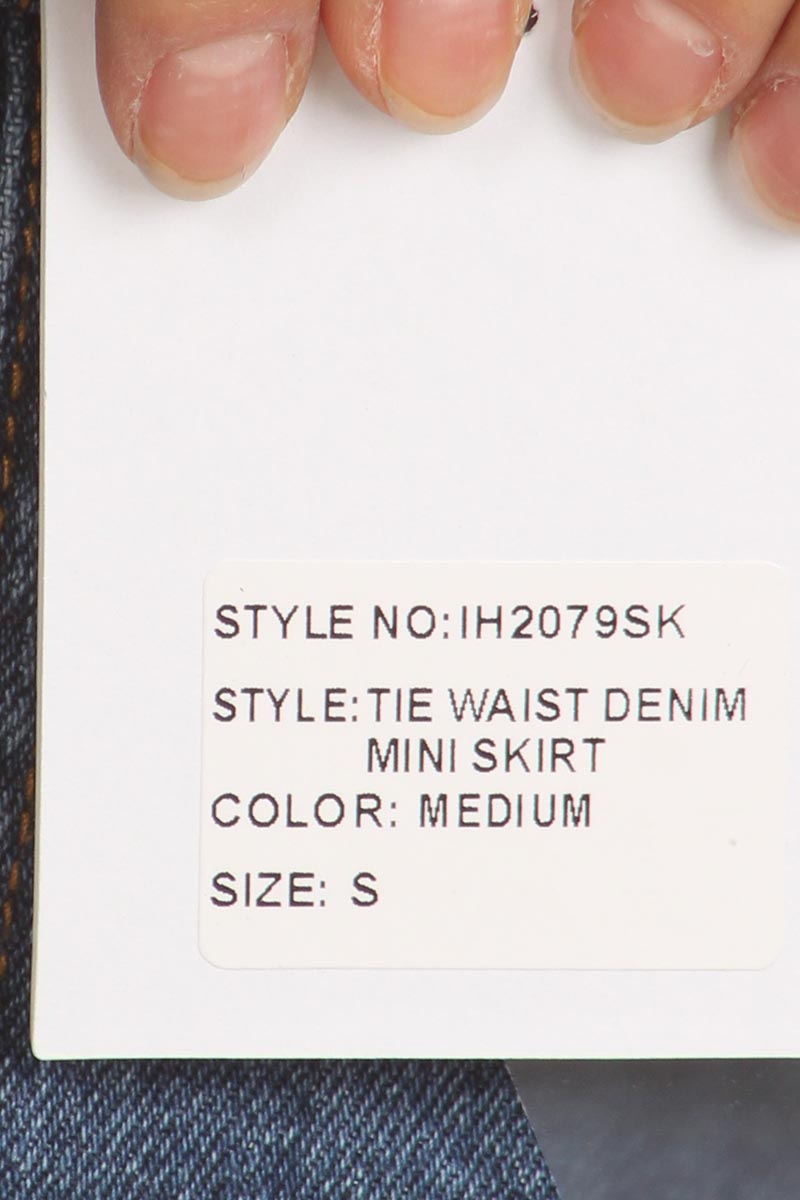 STYLE NO:IH2079SK
STYLE:TIE WAIST DENIM
MINI SKIRT
COLOR: MEDIUM
SIZE: S